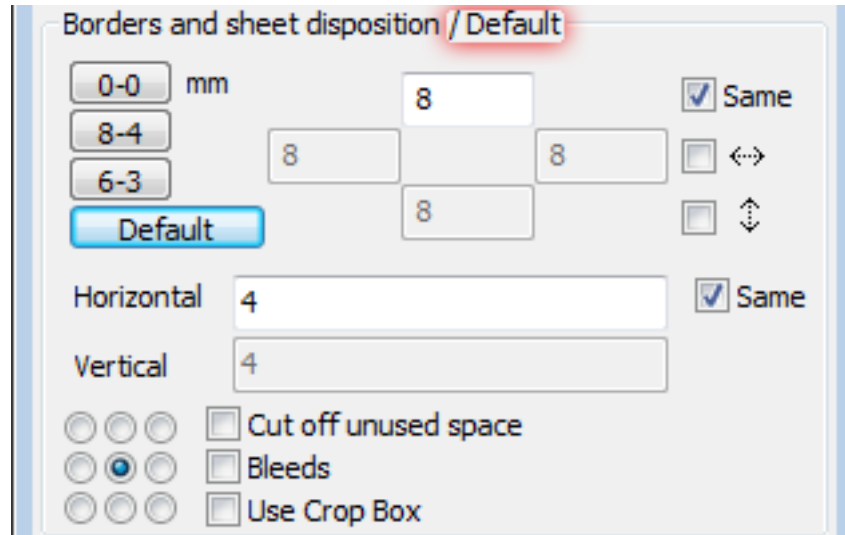 Borders and sheet disposition / Default
0-0 mm 8 Same
8-4
8 8
6-3
8
Default
Horizontal 4 Same
Vertical 4
Cut off unused space
Bleeds
Use Crop Box